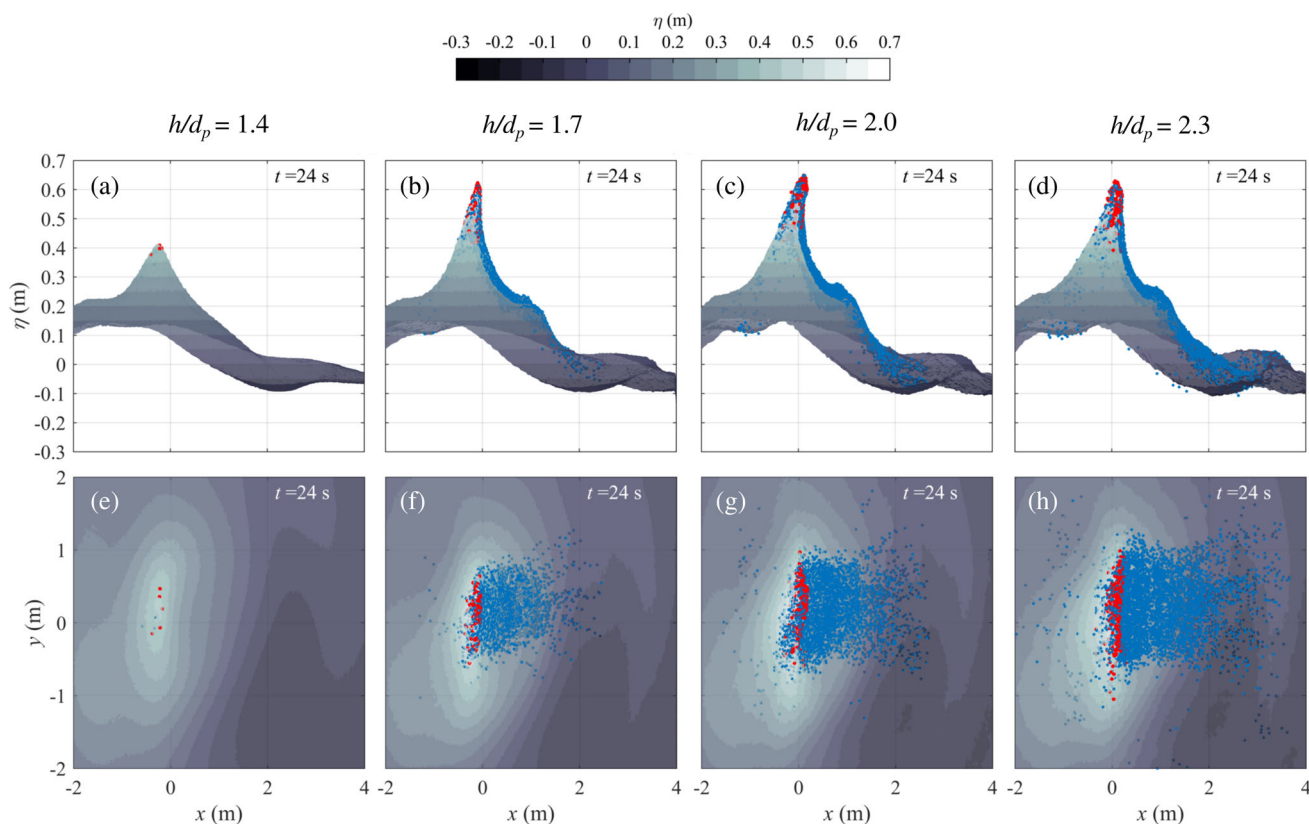 η (m)
-0.3 -0.2 -0.1 0 0.1 0.2 0.3 0.4 0.5 0.6 0.7
h/dₚ = 1.4 h/dₚ = 1.7 h/dₚ = 2.0 h/dₚ = 2.3
0.7
(a) t =24 s (b) t =24 s (c) t =24 s (d) t =24 s
0.6
0.5
0.4
0.3
η (m)
0.2
0.1
0
-0.1
-0.2
-0.3
2
(e) t =24 s (f) t =24 s (g) t =24 s (h) t =24 s
1
y (m)
0
-1
-2
-2 0 2 4 -2 0 2 4 -2 0 2 4 -2 0 2 4
x (m) x (m) x (m) x (m)